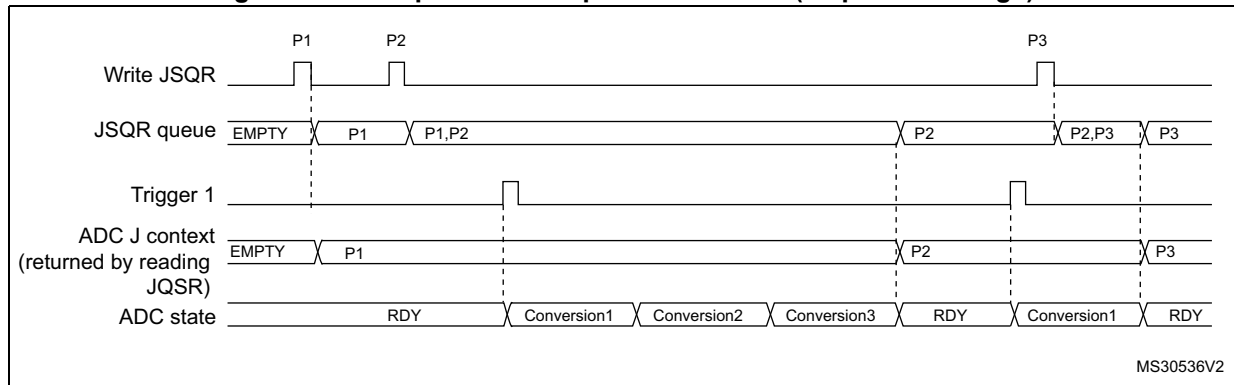 P1 P2 P3
Write JSQR
JSQR queue EMPTY P1 P1,P2 P2 P2,P3 P3
Trigger 1
ADC J context
(returned by reading
JQSR)
EMPTY P1 P2 P3
ADC state RDY Conversion1 Conversion2 Conversion3 RDY Conversion1 RDY
MS30536V2